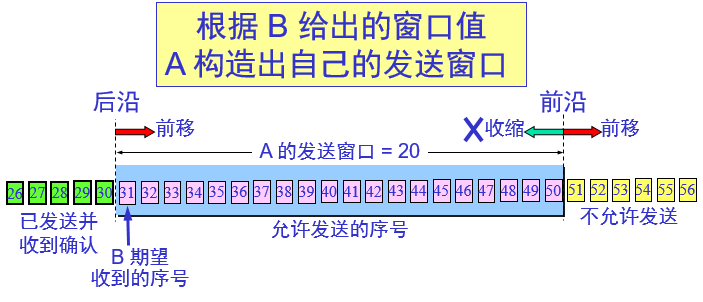 根据 B 给出的窗口值
A 构造出自己的发送窗口
后沿
前沿
前移
收缩
前移
A 的发送窗口 = 20
26 27 28 29 30 31 32 33 34 35 36 37 38 39 40 41 42 43 44 45 46 47 48 49 50 51 52 53 54 55 56
已发送并
收到确认
允许发送的序号
不允许发送
B 期望
收到的序号